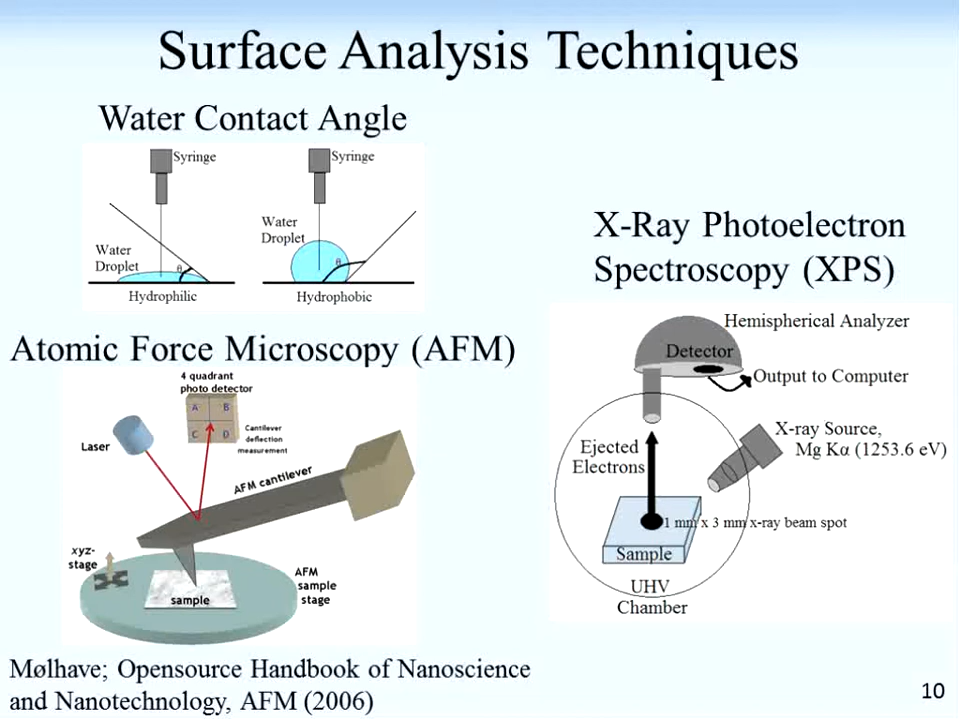 Surface Analysis Techniques
Water Contact Angle
Syringe
Water
Droplet
θ
Hydrophilic
Syringe
Water
Droplet
θ
Hydrophobic
Atomic Force Microscopy (AFM)
4 quadrant
photo detector
A B
C D
Cantilever
deflection
measurement
Laser
AFM cantilever
xyz-
stage
sample
AFM
sample
stage
Mølhave; Opensource Handbook of Nanoscience
and Nanotechnology, AFM (2006)
X-Ray Photoelectron
Spectroscopy (XPS)
Hemispherical Analyzer
Detector
Output to Computer
X-ray Source,
Mg Kα (1253.6 eV)
Ejected
Electrons
1 mm x 3 mm x-ray beam spot
Sample
UHV
Chamber
10